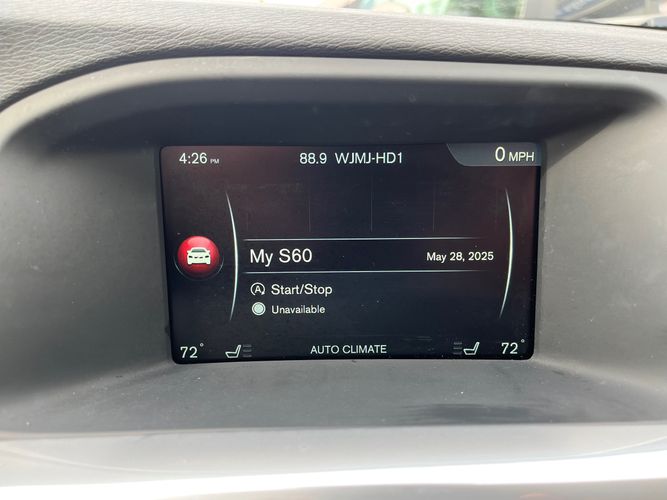 4:26 PM 88.9 WJMJ-HD1 0 MPH
My S60 May 28, 2025
Start/Stop
Unavailable
72° AUTO CLIMATE 72°